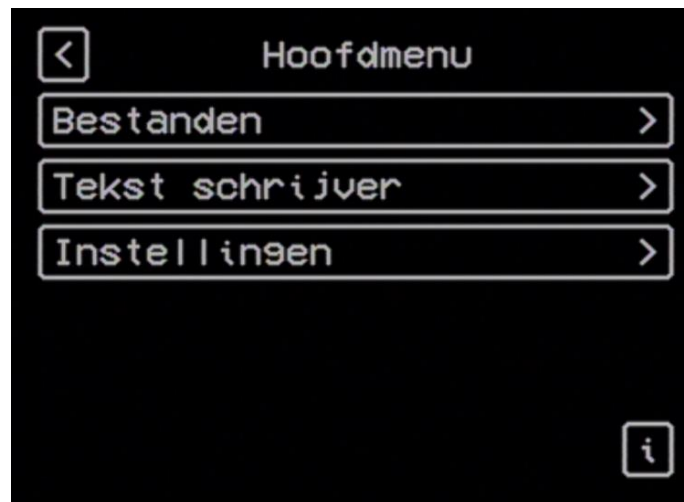 <
Hoofdmenu
Bestanden >
Tekst schrijver >
Instellingen >
i